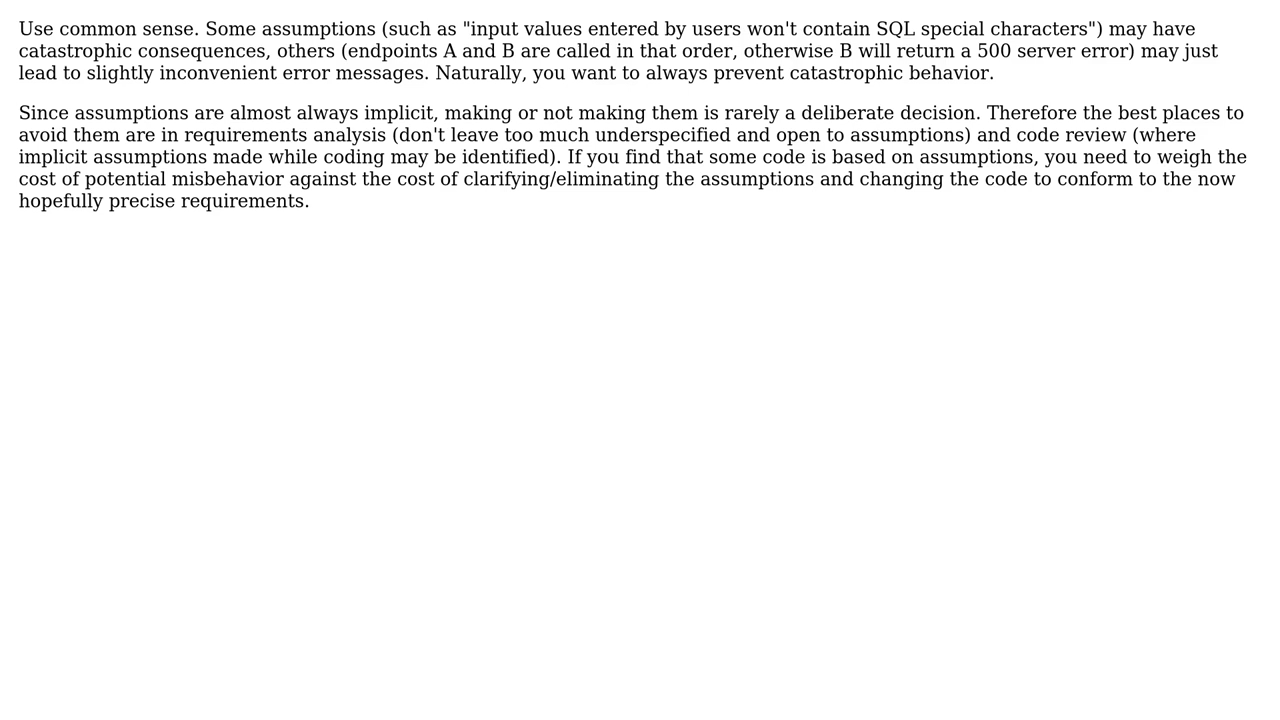 Use common sense. Some assumptions (such as "input values entered by users won't contain SQL special characters") may have
catastrophic consequences, others (endpoints A and B are called in that order, otherwise B will return a 500 server error) may just
lead to slightly inconvenient error messages. Naturally, you want to always prevent catastrophic behavior.
Since assumptions are almost always implicit, making or not making them is rarely a deliberate decision. Therefore the best places to
avoid them are in requirements analysis (don't leave too much underspecified and open to assumptions) and code review (where
implicit assumptions made while coding may be identified). If you find that some code is based on assumptions, you need to weigh the
cost of potential misbehavior against the cost of clarifying/eliminating the assumptions and changing the code to conform to the now
hopefully precise requirements.